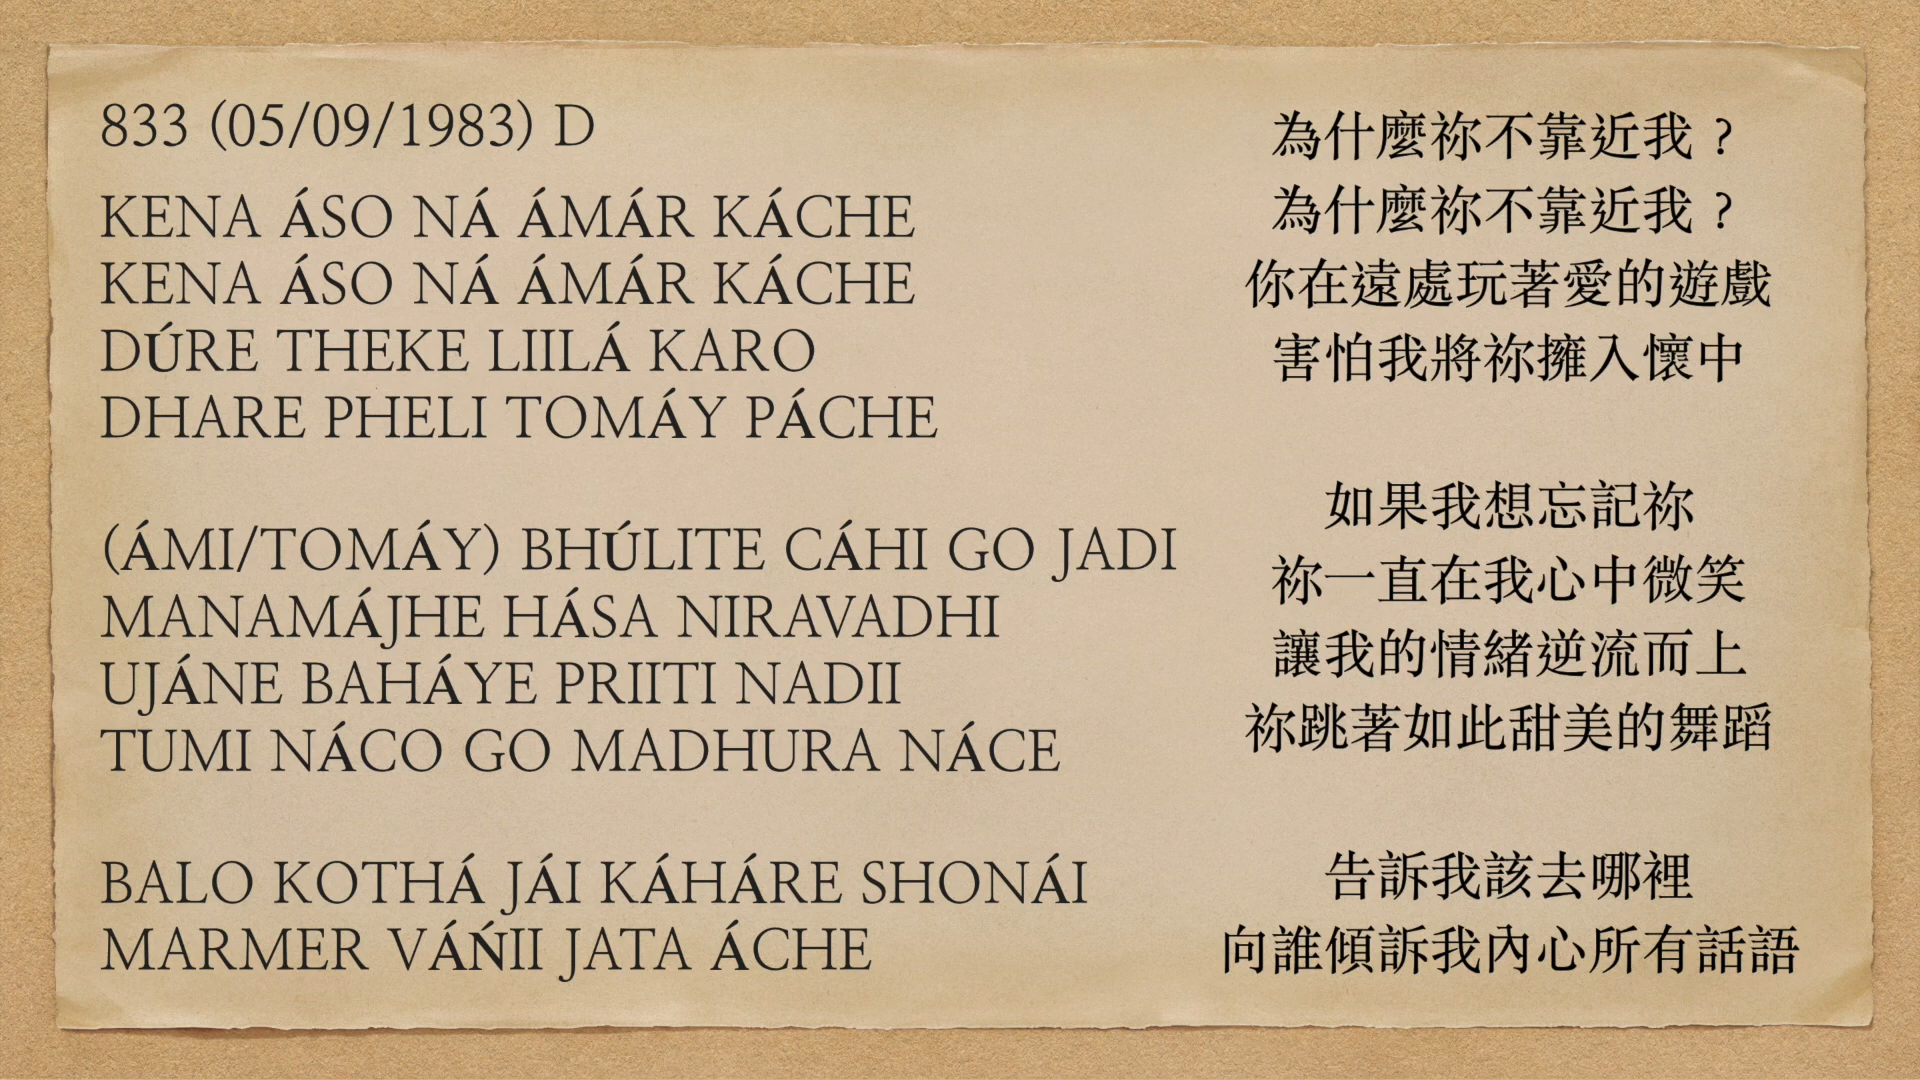 833 (05/09/1983) D
KENA ÁSO NÁ ÁMÁR KÁCHE
KENA ÁSO NÁ ÁMÁR KÁCHE
DÚRE THEKE LIILÁ KARO
DHARE PHELI TOMÁY PÁCHE
(ÁMI/TOMÁY) BHÚLITE CÁHI GO JADI
MANAMÁJHE HÁSA NIRAVADHI
UJÁNE BAHÁYE PRIITI NADII
TUMI NÁCO GO MADHURA NÁCE
BALO KOTHÁ JÁI KÁHÁRE SHONÁI
MARMER VÁŃII JATA ÁCHE
為什麼祢不靠近我？
為什麼祢不靠近我？
你在遠處玩著愛的遊戲
害怕我將祢擁入懷中
如果我想忘記祢
祢一直在我心中微笑
讓我的情緒逆流而上
祢跳著如此甜美的舞蹈
告訴我該去哪裡
向誰傾訴我內心所有話語